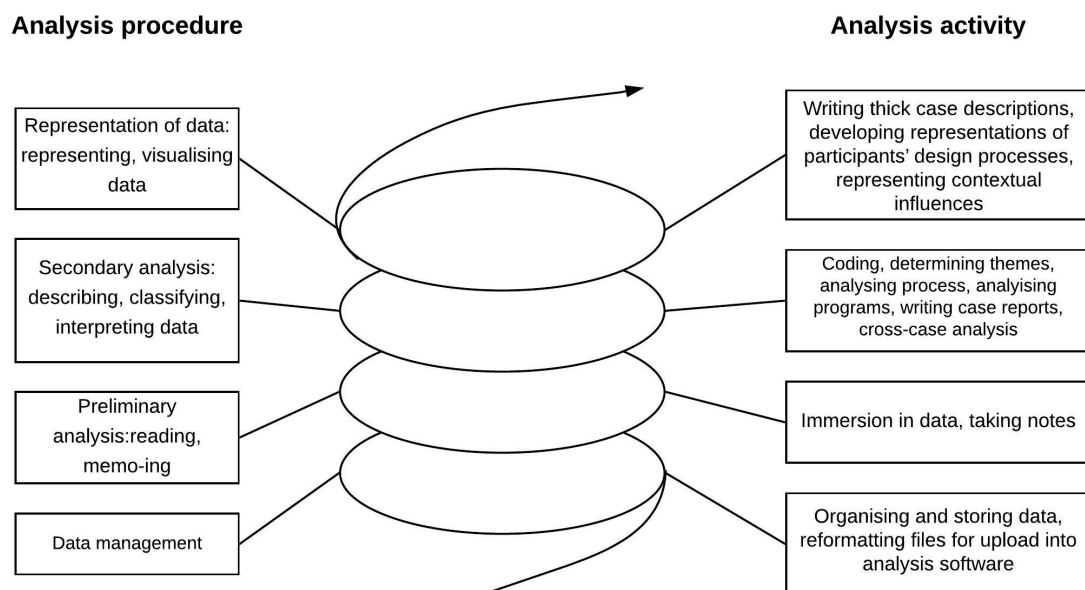 Analysis procedure
Analysis activity
Representation of data:
representing, visualising
data
Writing thick case descriptions,
developing representations of
participants’ design processes,
representing contextual
influences
Secondary analysis:
describing, classifying,
interpreting data
Coding, determining themes,
analysing process, analyising
programs, writing case reports,
cross-case analysis
Preliminary
analysis:reading,
memo-ing
Immersion in data, taking notes
Data management
Organising and storing data,
reformatting files for upload into
analysis software